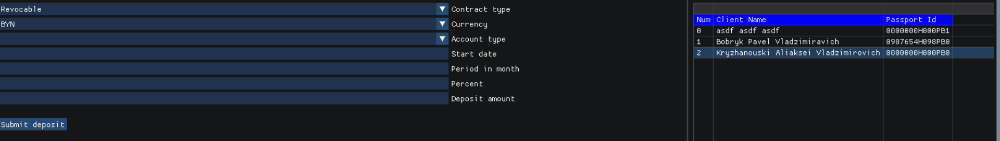 Revocable Contract type
BYN Currency
Account type
Start date
Period in month
Percent
Deposit amount
Submit deposit
Num Client Name Passport Id
0 asdf asdf asdf 0000000H000PB1
1 Bobryk Pavel Vladzimiravich 0987654H098PB0
2 Kryzhanouski Aliaksei Vladzimirovich 0000000H000PB0